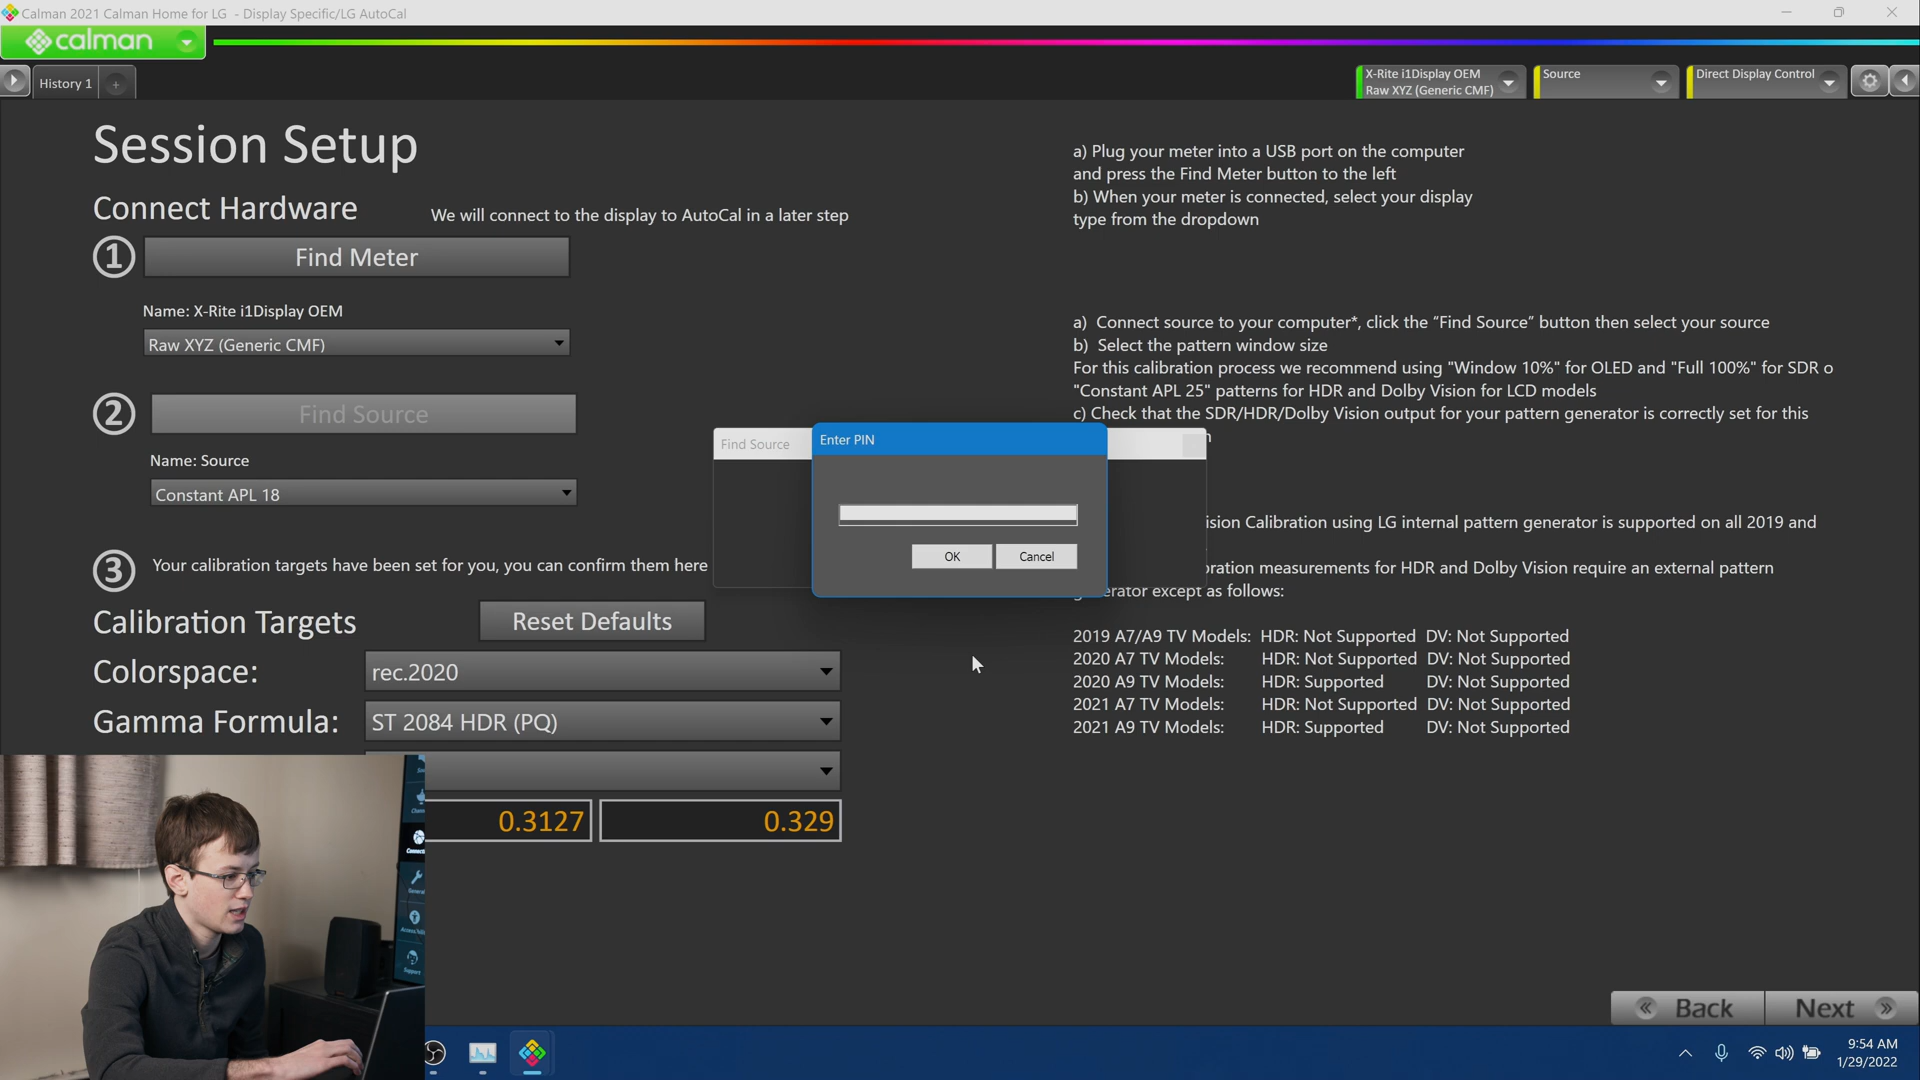 Calman 2021 Calman Home for LG  - Display Specific/LG AutoCal
calman
History 1
+
X-Rite i1Display OEM
Raw XYZ (Generic CMF)
Source
Direct Display Control
Session Setup
Connect Hardware
We will connect to the display to AutoCal in a later step
1
Find Meter
Name: X-Rite i1Display OEM
Raw XYZ (Generic CMF)
2
Find Source
Name: Source
Constant APL 18
3
Your calibration targets have been set for you, you can confirm them here
Calibration Targets
Reset Defaults
Colorspace:
rec.2020
Gamma Formula:
ST 2084 HDR (PQ)
0.3127
0.329
a) Plug your meter into a USB port on the computer
and press the Find Meter button to the left
b) When your meter is connected, select your display
type from the dropdown
a)  Connect source to your computer*, click the “Find Source” button then select your source
b)  Select the pattern window size
For this calibration process we recommend using "Window 10%" for OLED and "Full 100%" for SDR o
"Constant APL 25" patterns for HDR and Dolby Vision for LCD models
c) Check that the SDR/HDR/Dolby Vision output for your pattern generator is correctly set for this
Find Source
Enter PIN
OK
Cancel
ision Calibration using LG internal pattern generator is supported on all 2019 and
ration measurements for HDR and Dolby Vision require an external pattern
erator except as follows:
2019 A7/A9 TV Models:  HDR: Not Supported  DV: Not Supported
2020 A7 TV Models:  HDR: Not Supported  DV: Not Supported
2020 A9 TV Models:  HDR: Supported  DV: Not Supported
2021 A7 TV Models:  HDR: Not Supported  DV: Not Supported
2021 A9 TV Models:  HDR: Supported  DV: Not Supported
General
Support
Back
Next
9:54 AM
1/29/2022